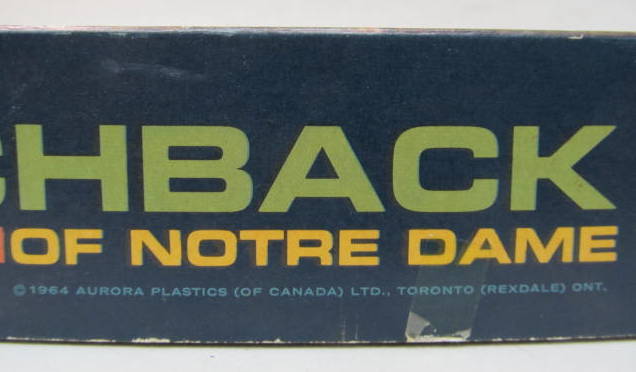 CHBACK
OF NOTRE DAME
©1964 AURORA PLASTICS (OF CANADA) LTD., TORONTO (REXDALE) ONT.